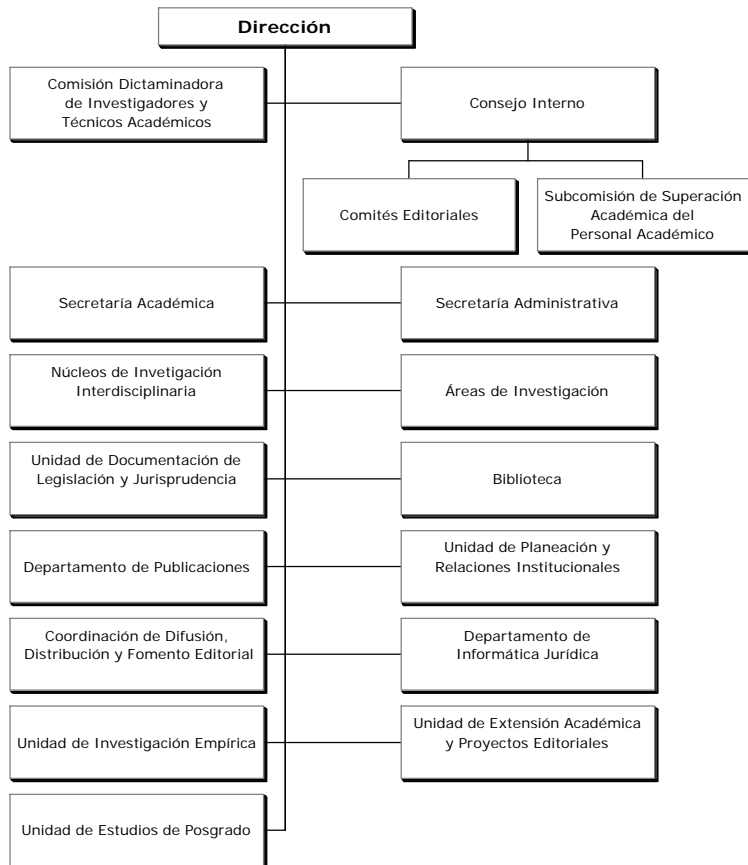 Dirección
Comisión Dictaminadora
de Investigadores y
Técnicos Académicos
Consejo Interno
Comités Editoriales
Subcomisión de Superación
Académica del
Personal Académico
Secretaría Académica
Secretaría Administrativa
Núcleos de Invetigación
Interdisciplinaria
Áreas de Investigación
Unidad de Documentación de
Legislación y Jurisprudencia
Biblioteca
Departamento de Publicaciones
Unidad de Planeación y
Relaciones Institucionales
Coordinación de Difusión,
Distribución y Fomento Editorial
Departamento de
Informática Jurídica
Unidad de Investigación Empírica
Unidad de Extensión Académica
y Proyectos Editoriales
Unidad de Estudios de Posgrado